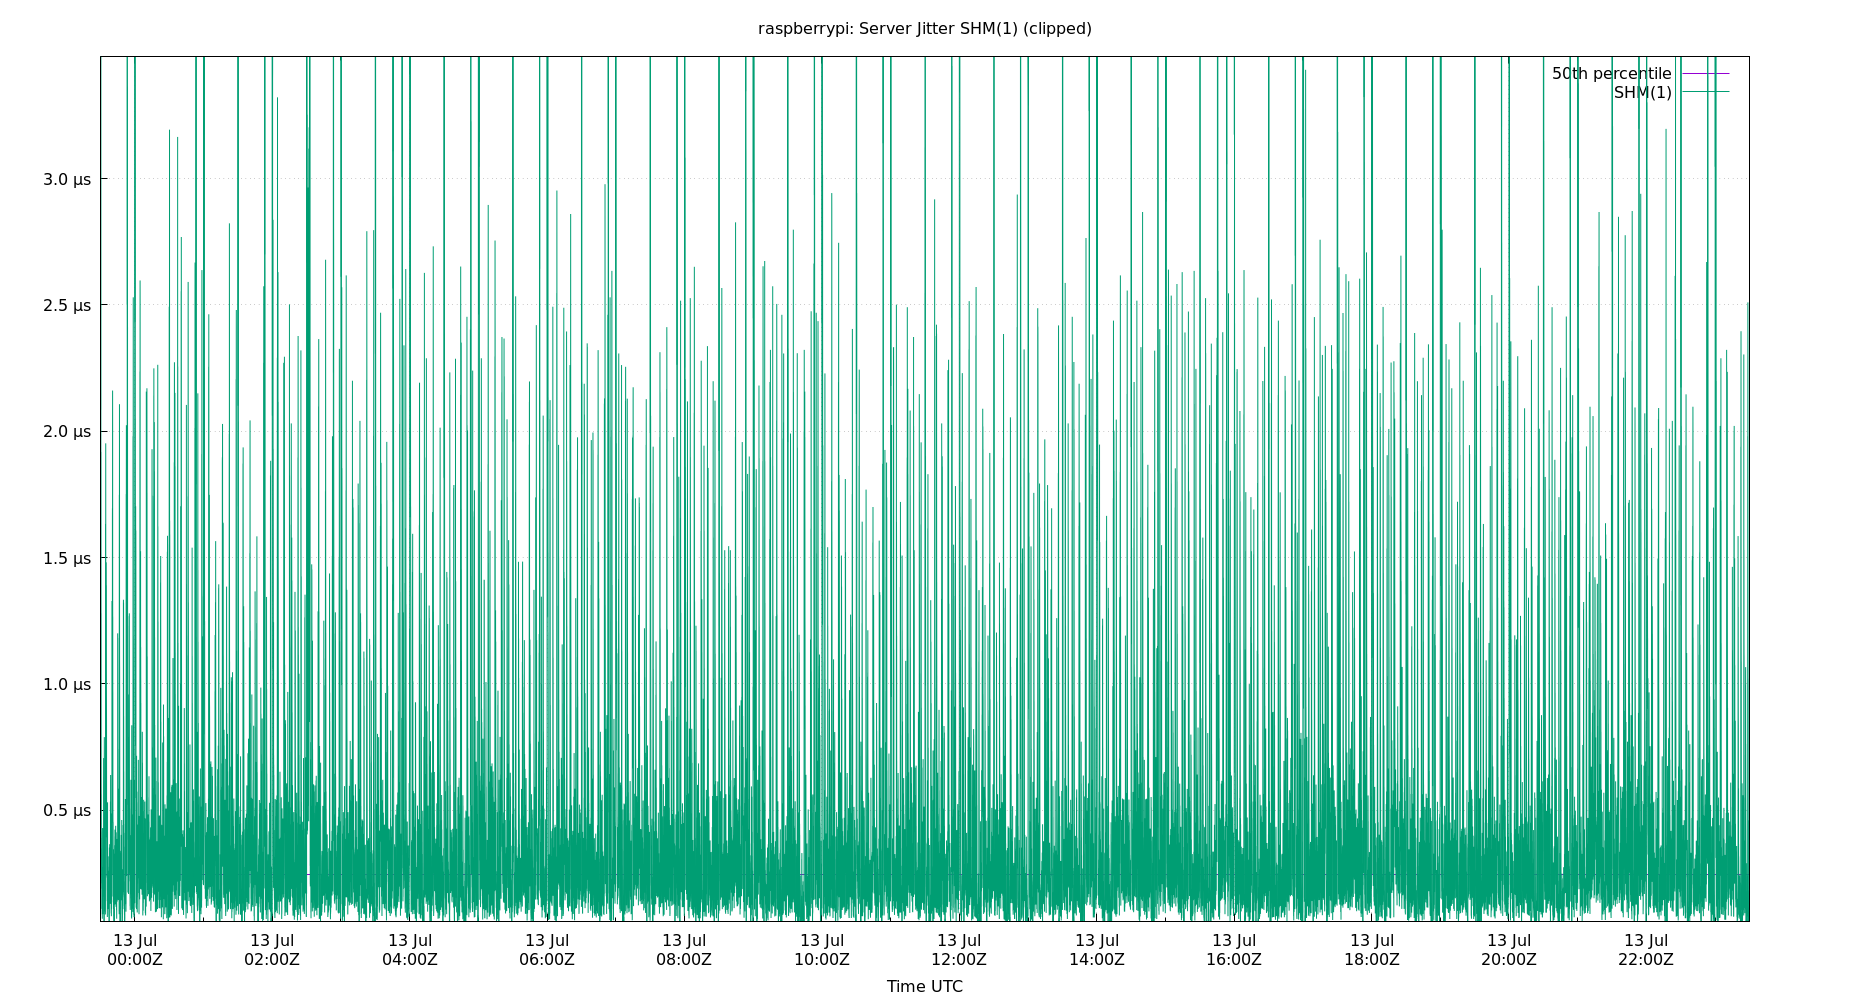 raspberrypi: Server Jitter SHM(1) (clipped)
50th percentile
SHM(1)
3.0 µs
2.5 µs
2.0 µs
1.5 µs
1.0 µs
0.5 µs
13 Jul 13 Jul 13 Jul 13 Jul 13 Jul 13 Jul 13 Jul 13 Jul 13 Jul 13 Jul 13 Jul 13 Jul
00:00Z 02:00Z 04:00Z 06:00Z 08:00Z 10:00Z 12:00Z 14:00Z 16:00Z 18:00Z 20:00Z 22:00Z
Time UTC